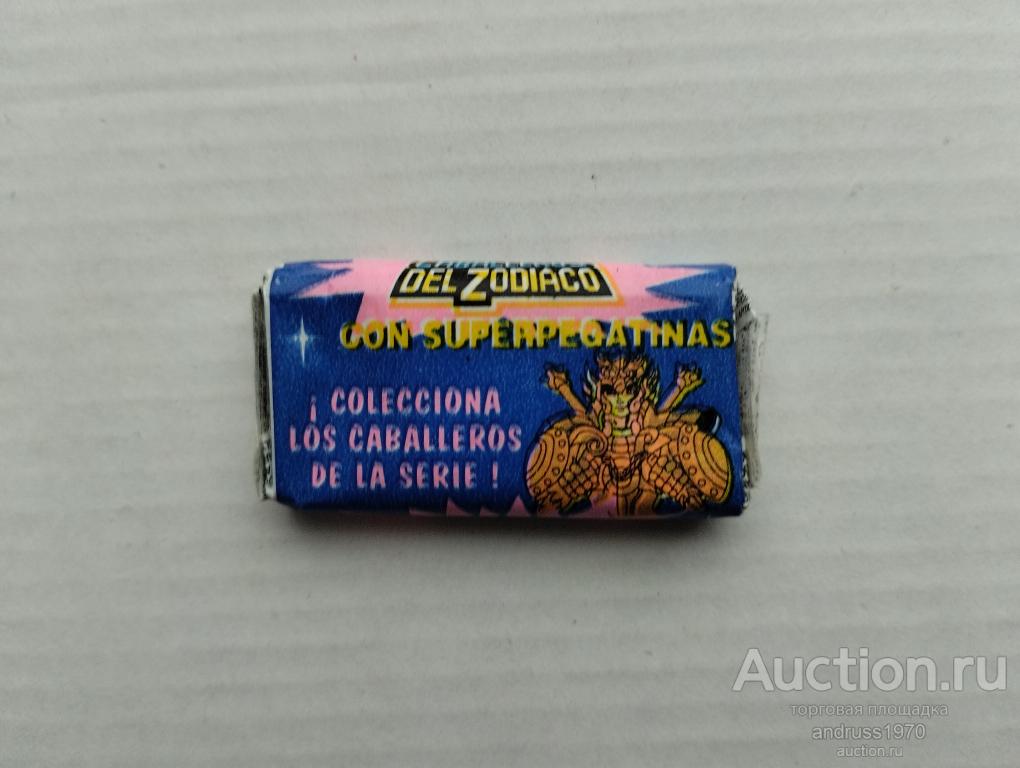 DEL ZODIACO
CON SUPERPEGATINAS
¡ COLECCIONA
LOS CABALLEROS
DE LA SERIE !
Auction.ru
торговая площадка
andruss1970
auction.ru